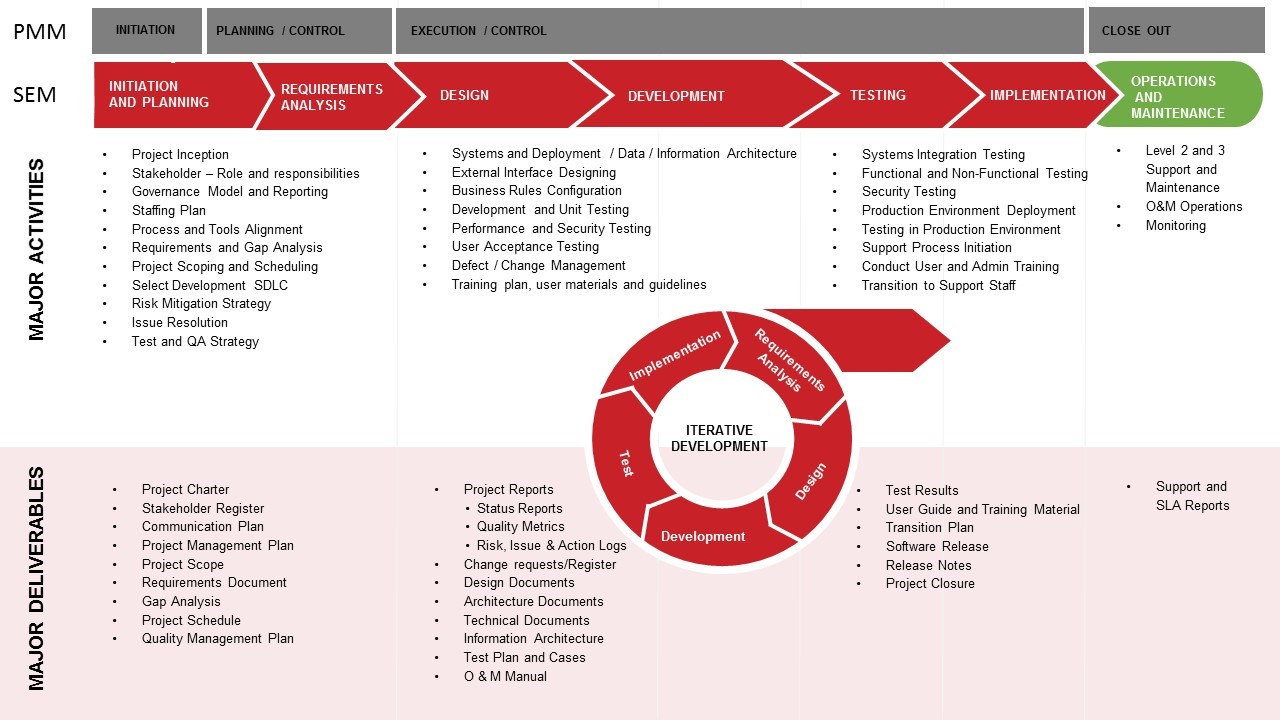 PMM
INITIATION
PLANNING / CONTROL
EXECUTION / CONTROL
CLOSE OUT
SEM
INITIATION
AND PLANNING
REQUIREMENTS
ANALYSIS
DESIGN
DEVELOPMENT
TESTING
IMPLEMENTATION
OPERATIONS
AND
MAINTENANCE
MAJOR ACTIVITIES
• Project Inception
• Stakeholder – Role and responsibilities
• Governance Model and Reporting
• Staffing Plan
• Process and Tools Alignment
• Requirements and Gap Analysis
• Project Scoping and Scheduling
• Select Development SDLC
• Risk Mitigation Strategy
• Issue Resolution
• Test and QA Strategy
• Systems and Deployment / Data / Information Architecture
• External Interface Designing
• Business Rules Configuration
• Development and Unit Testing
• Performance and Security Testing
• User Acceptance Testing
• Defect / Change Management
• Training plan, user materials and guidelines
• Systems Integration Testing
• Functional and Non-Functional Testing
• Security Testing
• Production Environment Deployment
• Testing in Production Environment
• Support Process Initiation
• Conduct User and Admin Training
• Transition to Support Staff
• Level 2 and 3
Support and
Maintenance
• O&M Operations
• Monitoring
Implementation
Requirements
Analysis
Design
Development
Test
ITERATIVE
DEVELOPMENT
MAJOR DELIVERABLES
• Project Charter
• Stakeholder Register
• Communication Plan
• Project Management Plan
• Project Scope
• Requirements Document
• Gap Analysis
• Project Schedule
• Quality Management Plan
• Project Reports
• Status Reports
• Quality Metrics
• Risk, Issue & Action Logs
• Change requests/Register
• Design Documents
• Architecture Documents
• Technical Documents
• Information Architecture
• Test Plan and Cases
• O & M Manual
• Test Results
• User Guide and Training Material
• Transition Plan
• Software Release
• Release Notes
• Project Closure
• Support and
SLA Reports